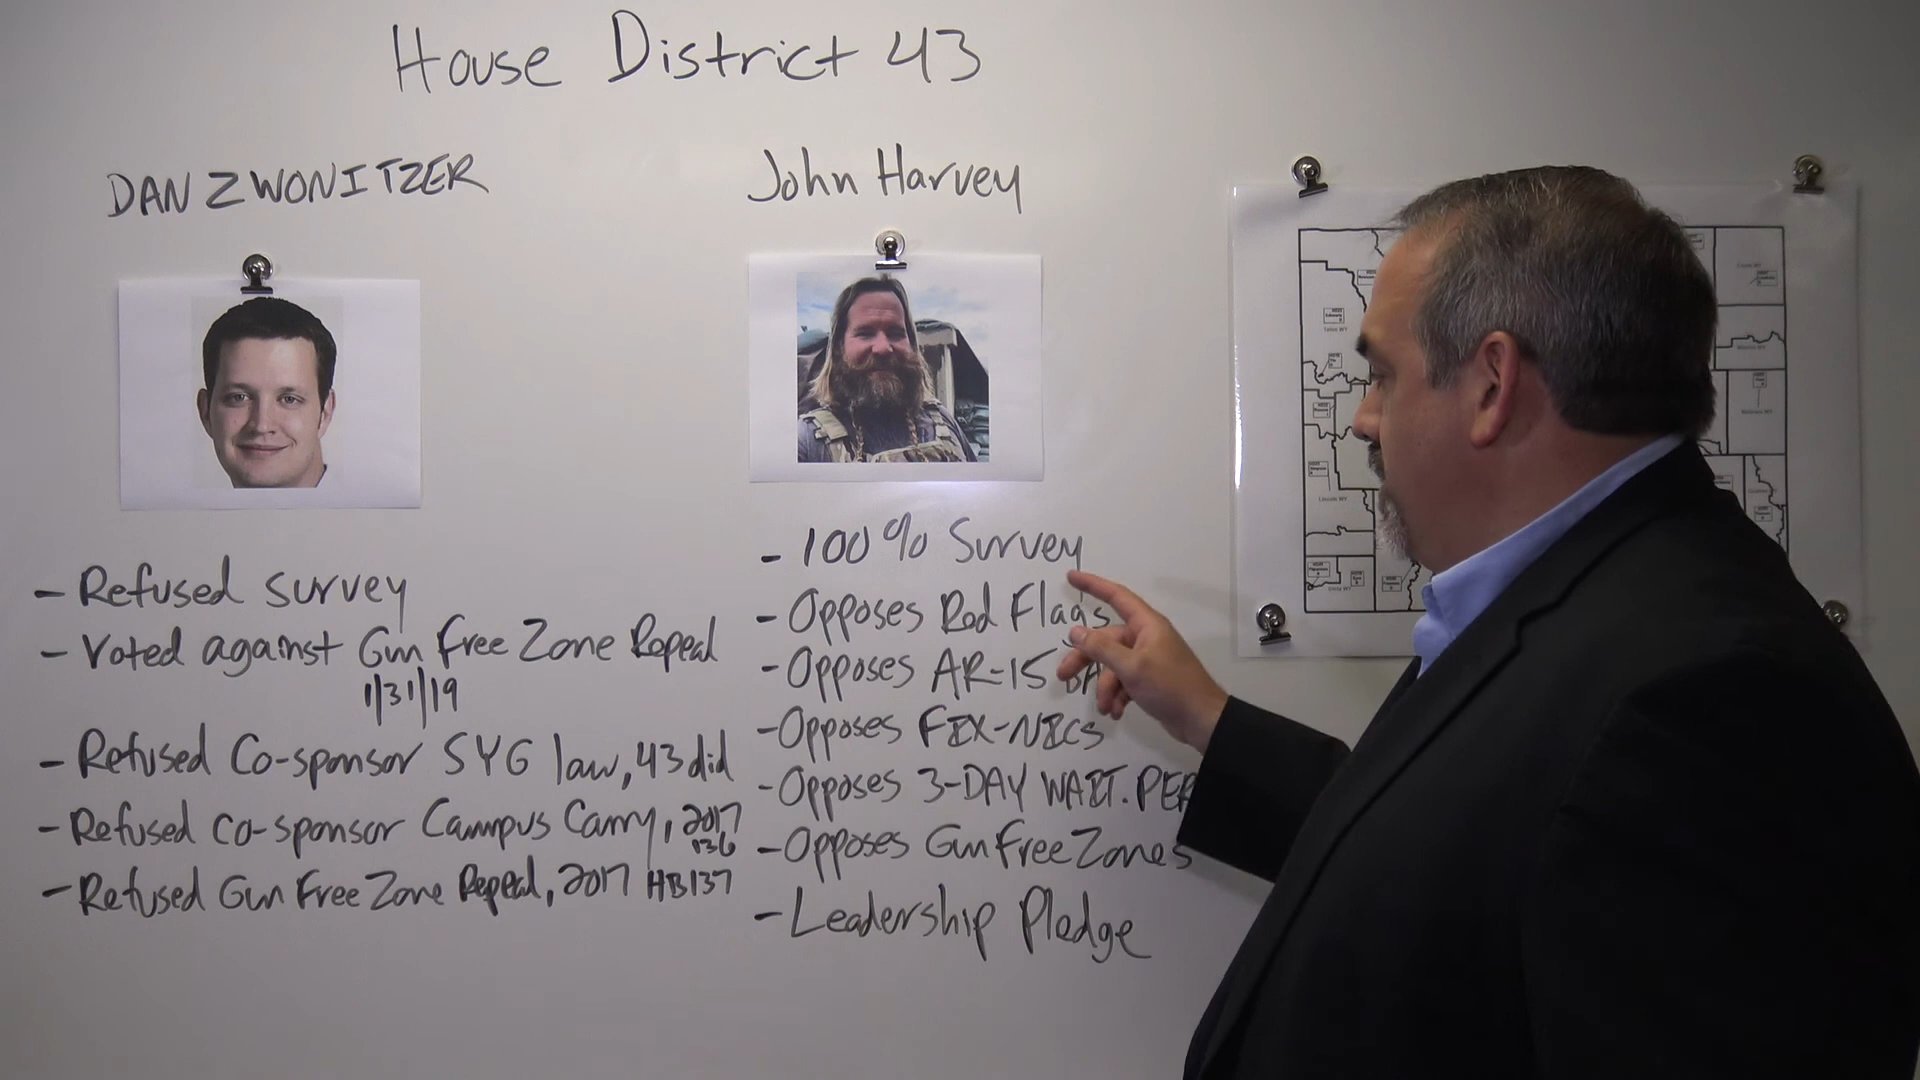 House District 43
DAN ZWONITZER
- Refused survey
- Voted against Gun Free Zone Repeal
1/31/19
- Refused Co-sponsor SYG law, 43 did
- Refused co-sponsor Campus Carry, 2017
136
- Refused Gun Free Zone Repeal, 2017 HB137
John Harvey
- 100% Survey
- Opposes Red Flags
- Opposes AR-15 BA
- Opposes FIX-NICS
- Opposes 3-DAY WAIT. PER
- Opposes Gun Free Zones
- Leadership Pledge